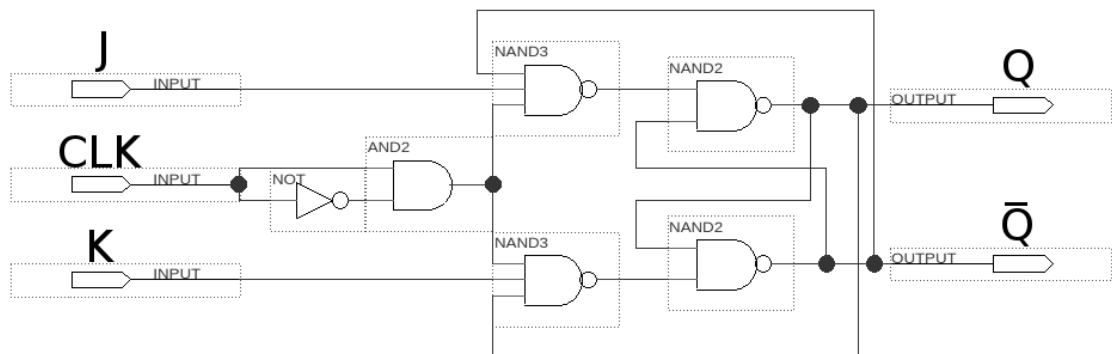 J
INPUT
NAND3
NAND2
Q
OUTPUT
CLK
INPUT
NOT
AND2
K
INPUT
NAND3
NAND2
Q̅
OUTPUT